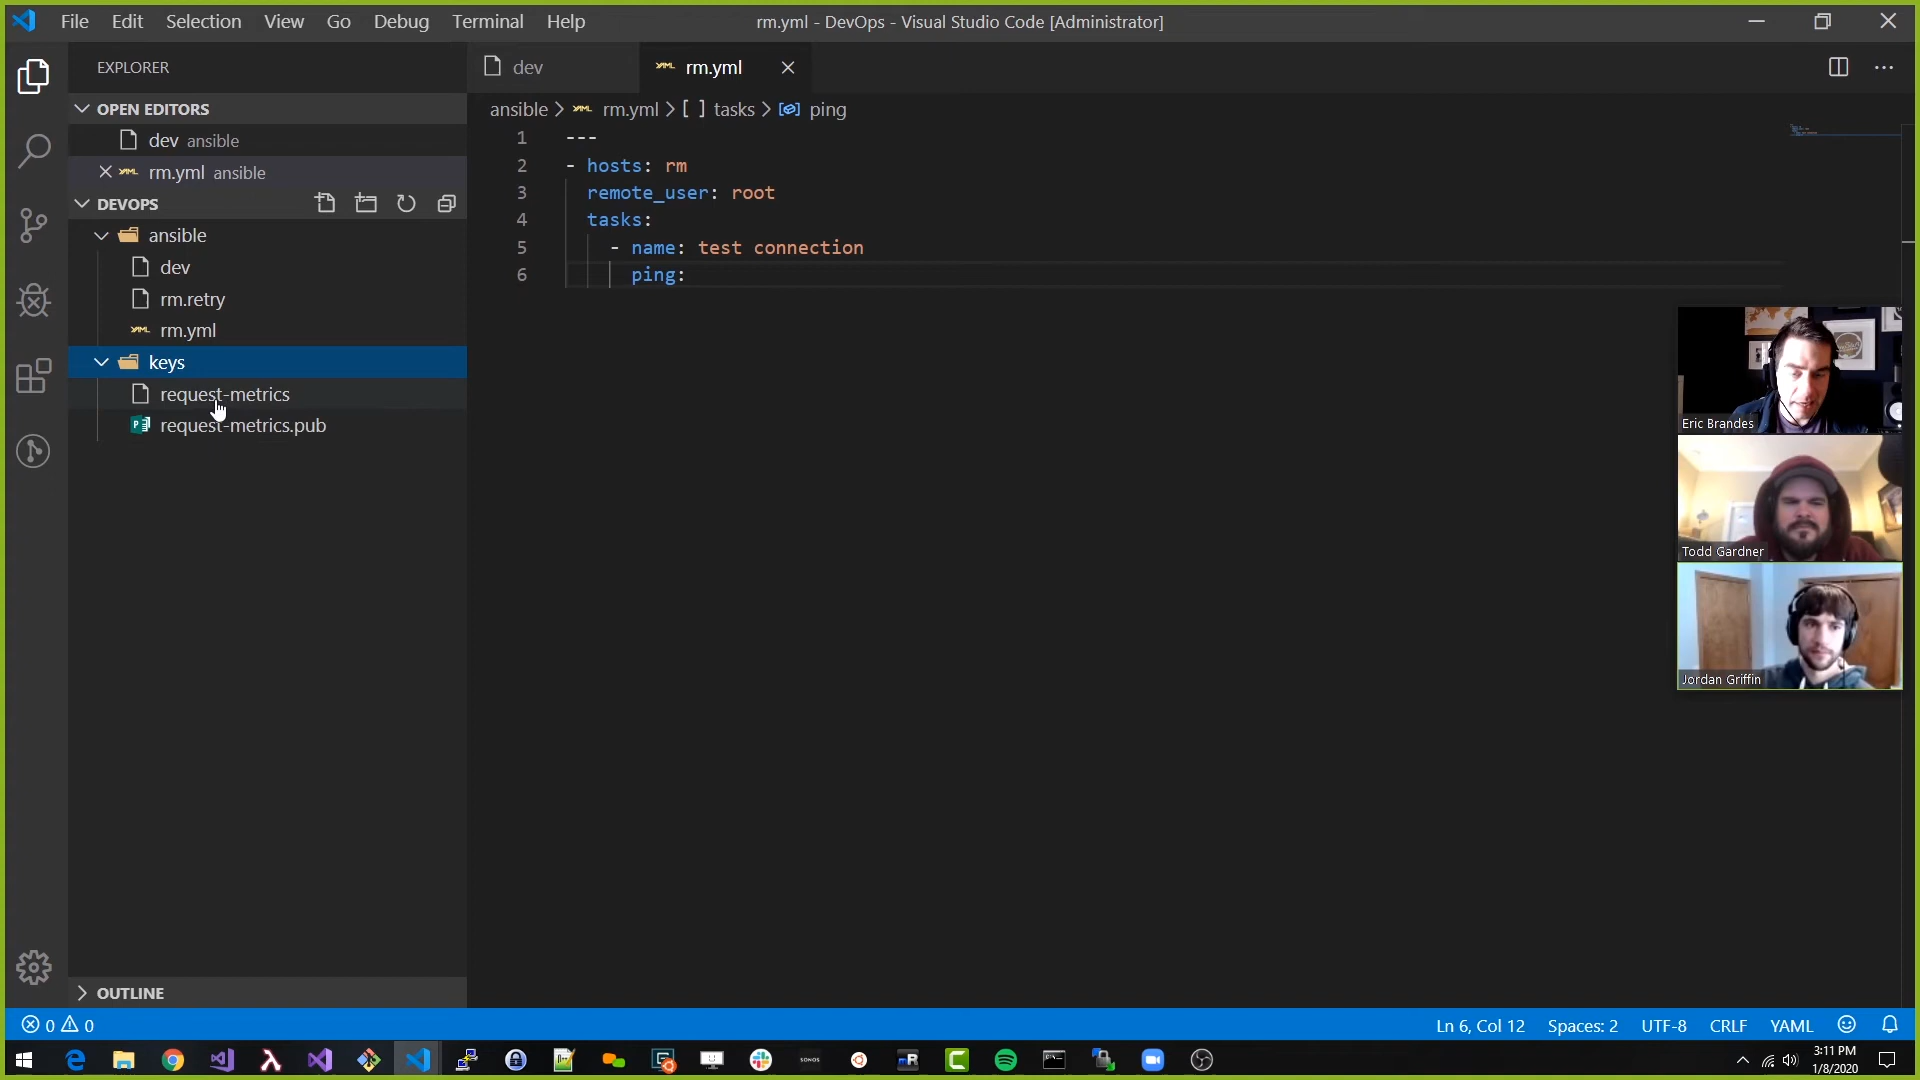 File Edit Selection View Go Debug Terminal Help
rm.yml - DevOps - Visual Studio Code [Administrator]
EXPLORER
OPEN EDITORS
dev ansible
rm.yml ansible
DEVOPS
ansible
dev
rm.retry
rm.yml
keys
request-metrics
request-metrics.pub
OUTLINE
dev
rm.yml
ansible > rm.yml > [ ] tasks > ping
1 ---
2 - hosts: rm
3 remote_user: root
4 tasks:
5 - name: test connection
6 ping:
Eric Brandes
Todd Gardner
Jordan Griffin
0 0
Ln 6, Col 12 Spaces: 2 UTF-8 CRLF YAML
SONOS
3:11 PM
1/8/2020